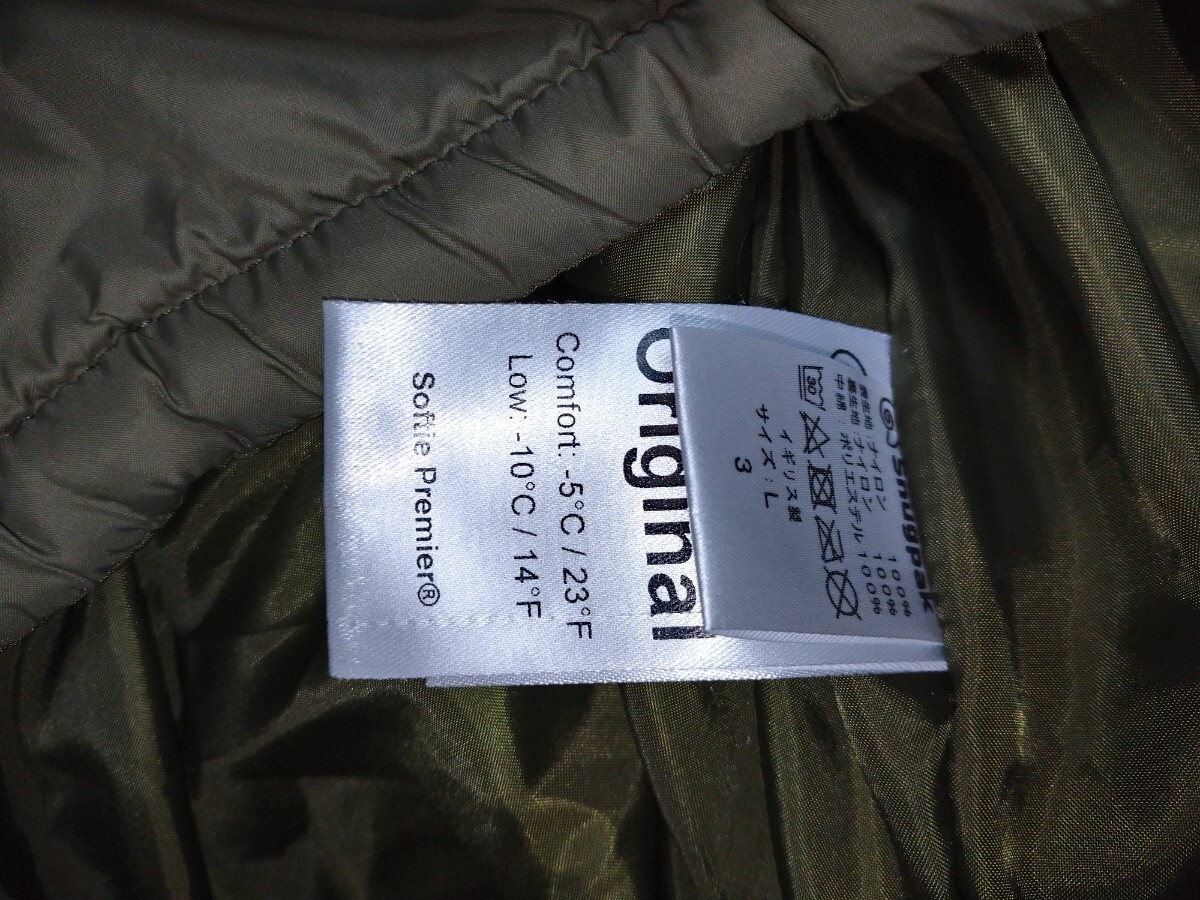 snugpak
表生地：ナイロン 100%
裏生地：ナイロン 100%
中綿：ポリエステル 100%
30
イギリス製
サイズ：L
3
Original
Comfort: -5°C / 23°F
Low: -10°C / 14°F
Softie Premier®